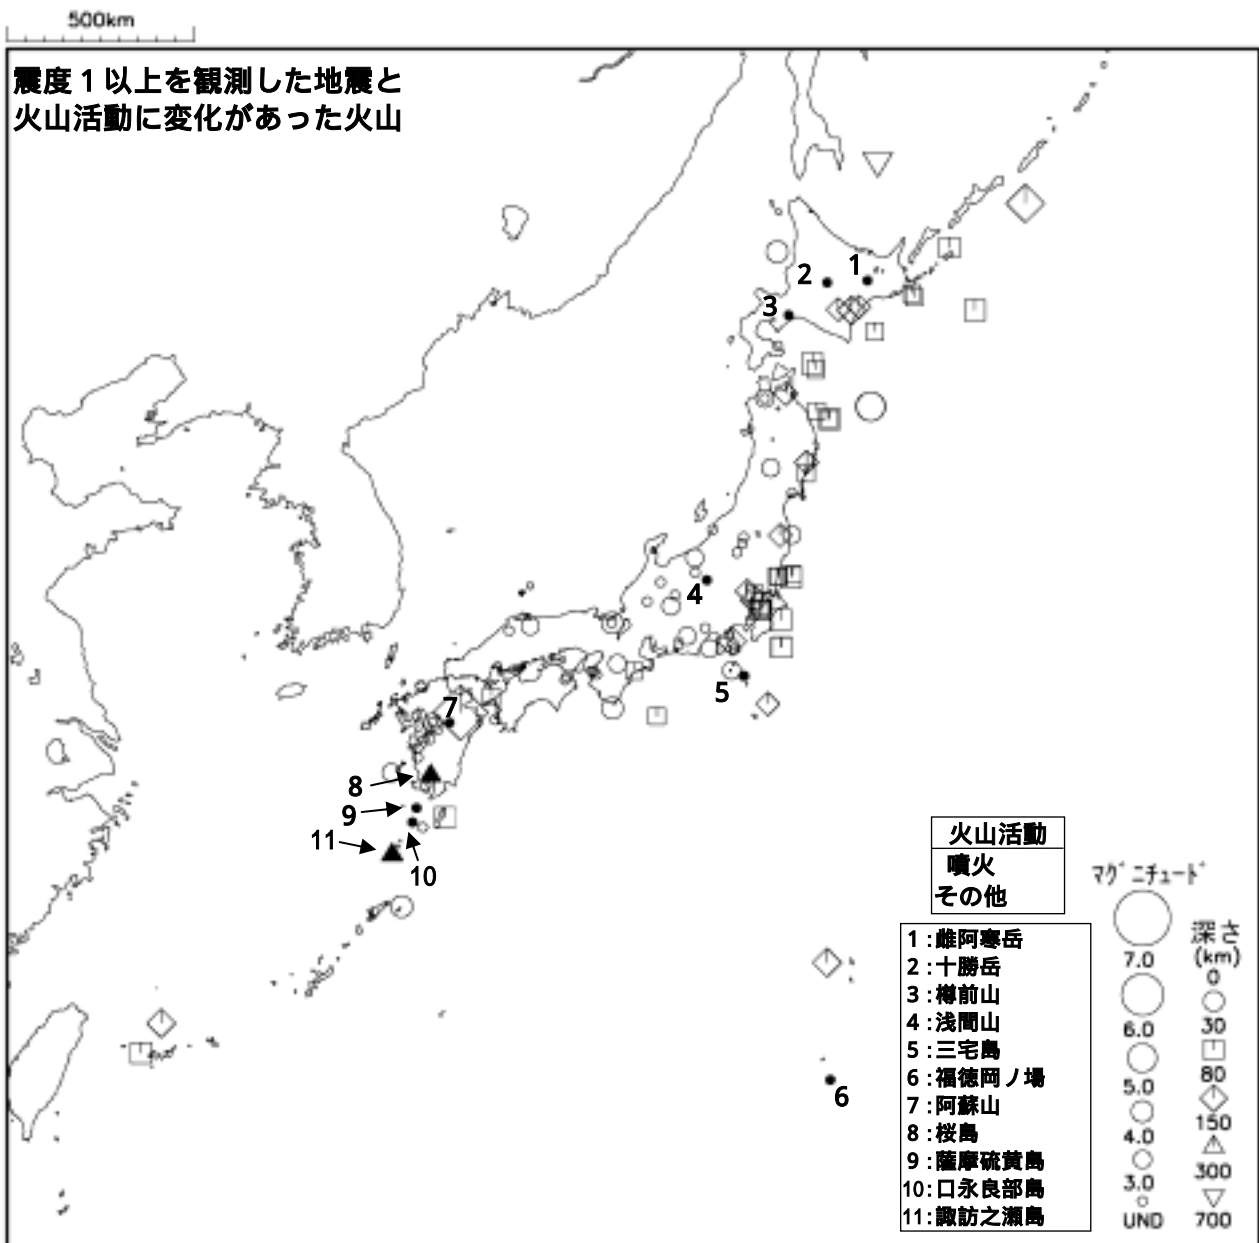 500km
震度１以上を観測した地震と
火山活動に変化があった火山
1
2
3
4
5
7
8
9
11
10
6
火山活動
噴火
その他
1：雌阿寒岳
2：十勝岳
3：樽前山
4：浅間山
5：三宅島
6：福徳岡ノ場
7：阿蘇山
8：桜島
9：薩摩硫黄島
10：口永良部島
11：諏訪之瀬島
ﾏｸﾞﾆﾁｭｰﾄﾞ
7.0
6.0
5.0
4.0
3.0
UND
深さ
(km)
0
30
80
150
300
700